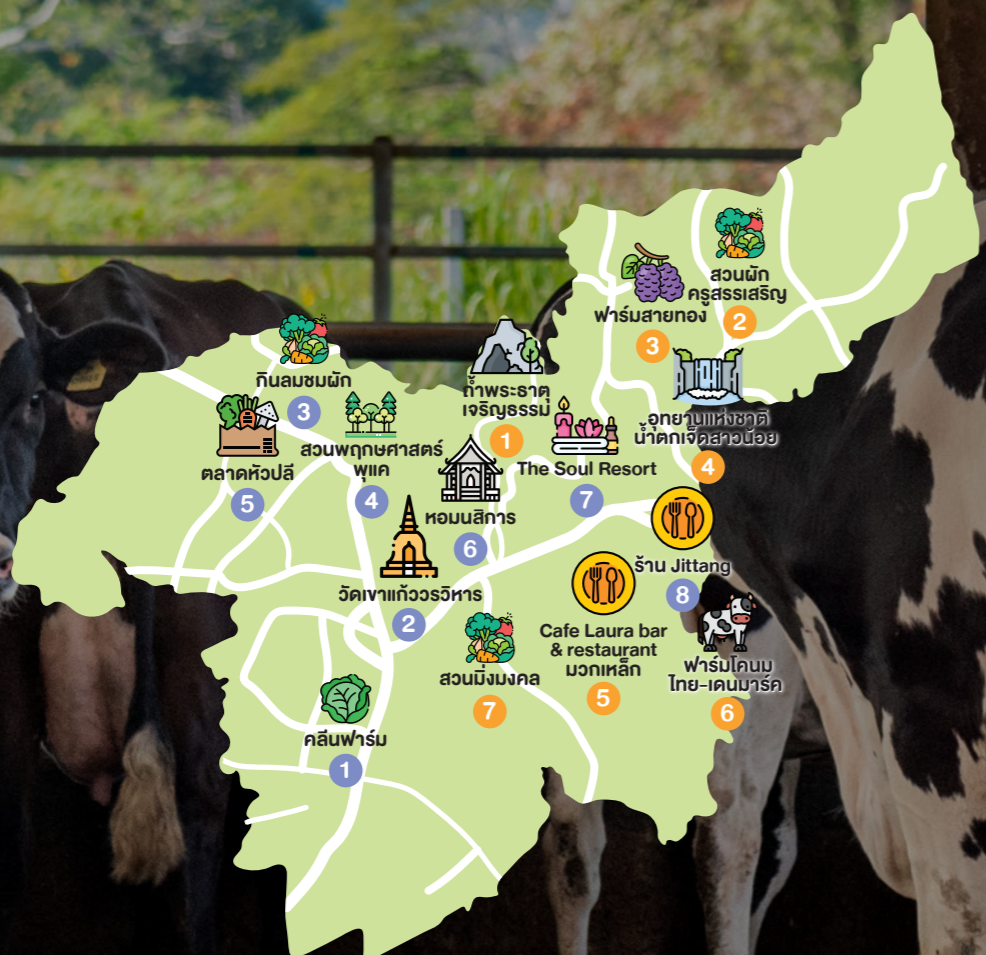 สวนผัก
ครูสรรเสริญ
2
ฟาร์มสายทอง
3
กินลมชมผัก
3
ถ้ำพระธาตุ
เจริญธรรม
1
อุทยานแห่งชาติ
น้ำตกเจ็ดสาวน้อย
4
สวนพฤกษศาสตร์
พุแค
4
ตลาดหัวปลี
5
The Soul Resort
7
หอมนสิการ
6
ร้าน Jittang
8
วัดเขาแก้ววรวิหาร
2
Cafe Laura bar
& restaurant
มวกเหล็ก
5
สวนมิ่งมงคล
7
ฟาร์มโคนม
ไทย-เดนมาร์ค
6
คลีนฟาร์ม
1